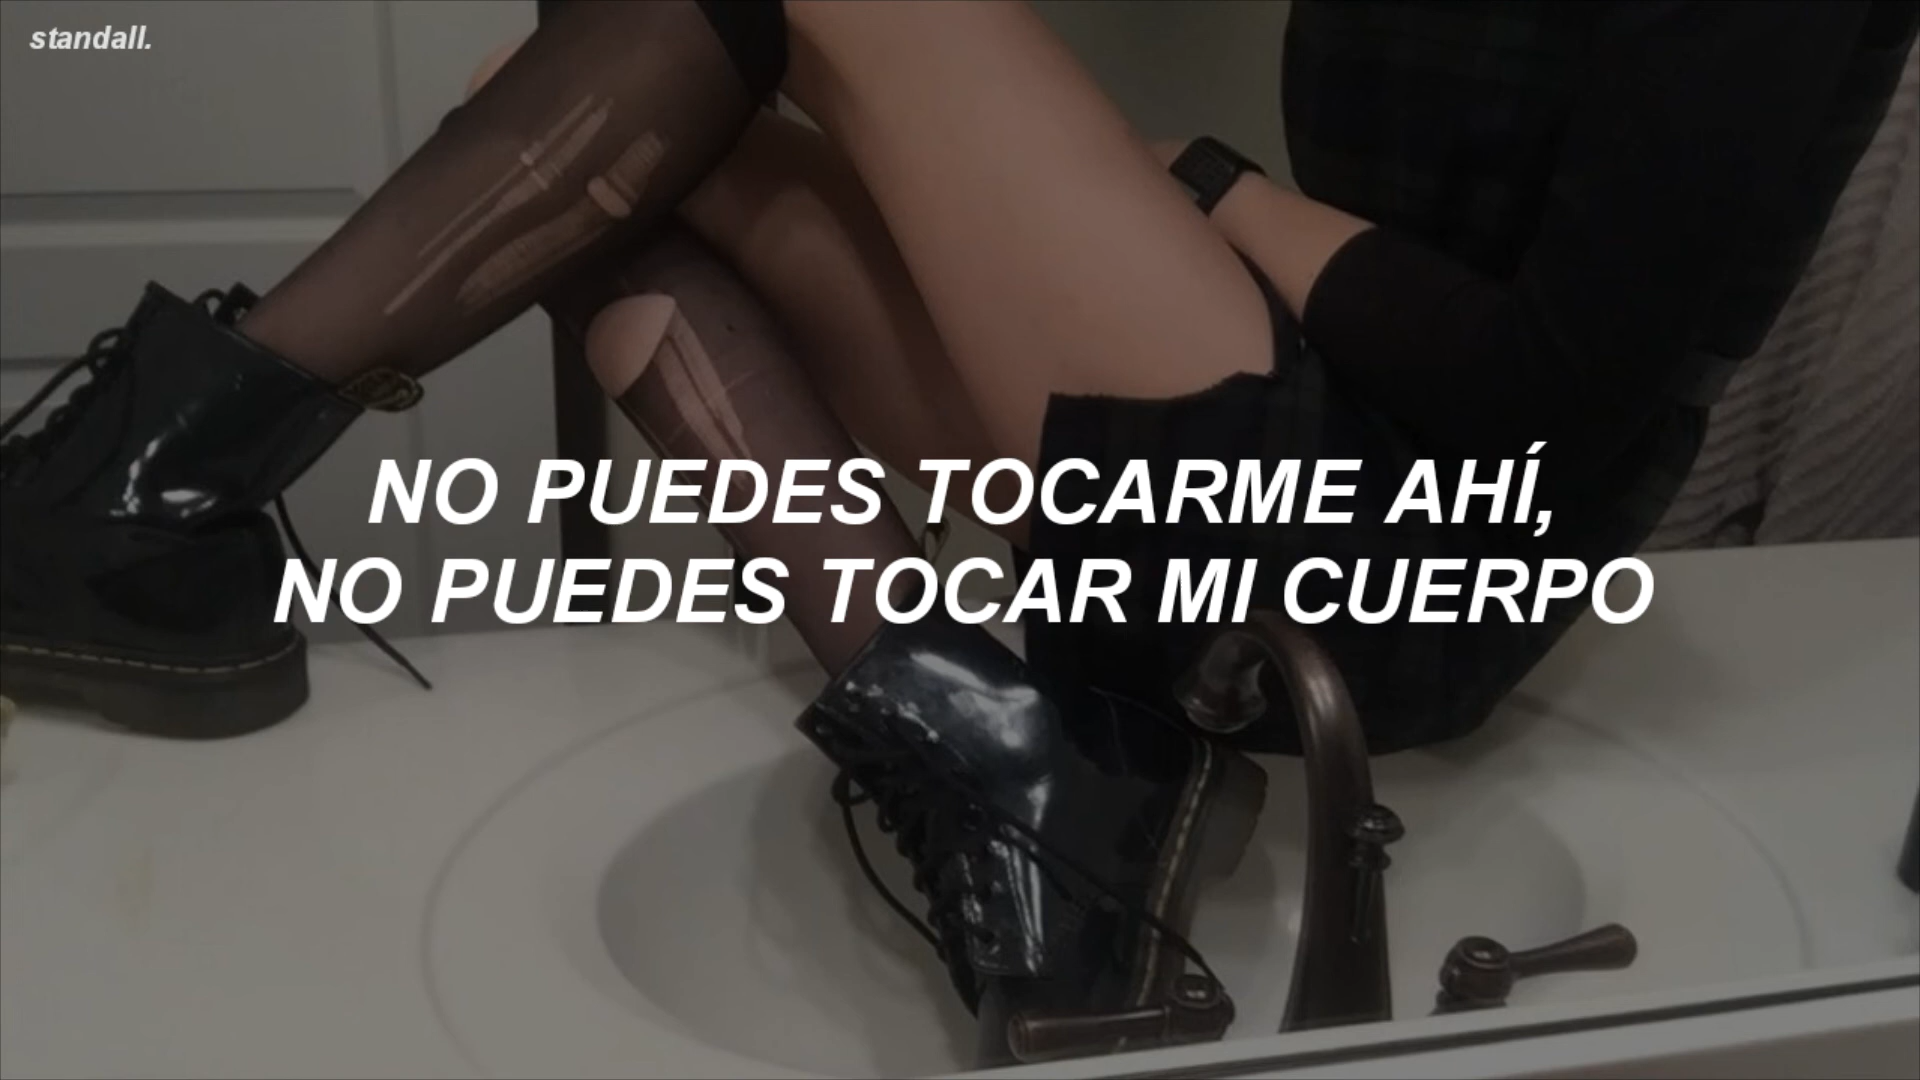 standall.
NO PUEDES TOCARME AHÍ,
NO PUEDES TOCAR MI CUERPO